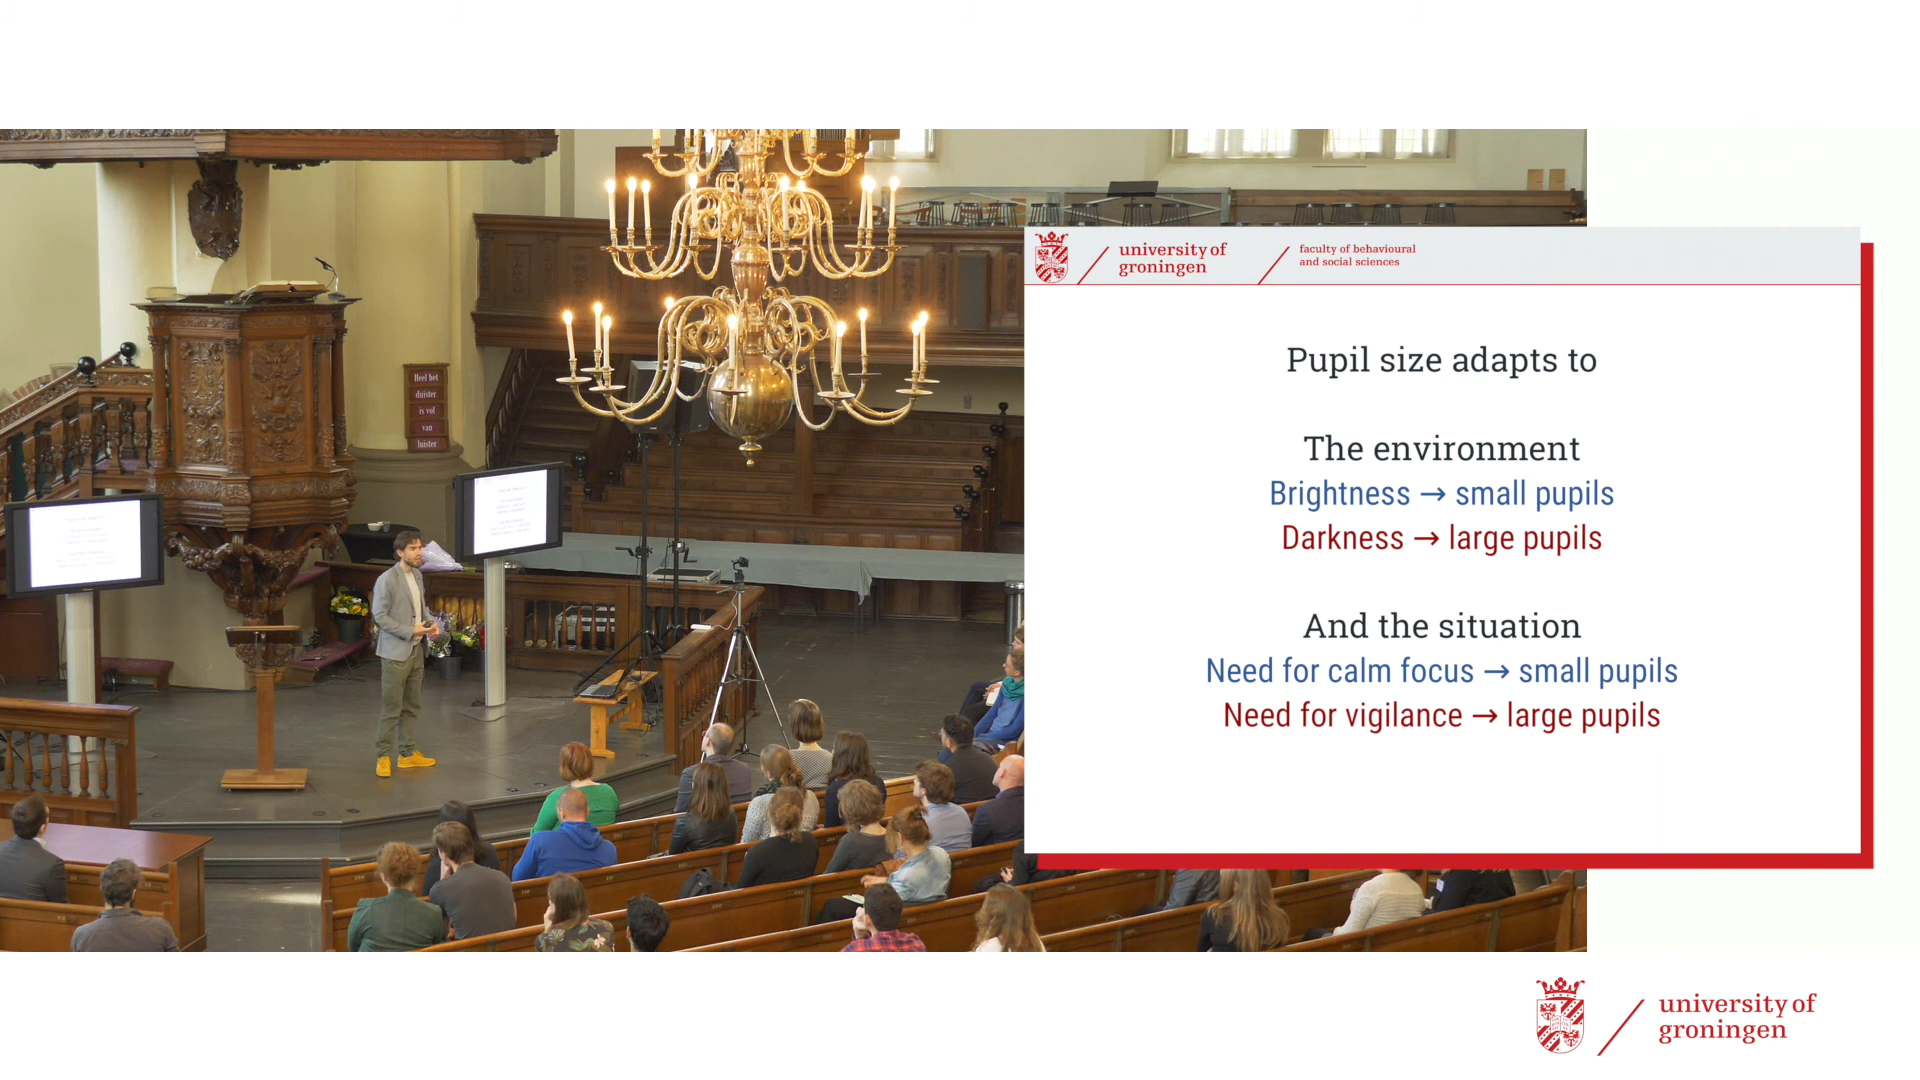 Heel het
duister
is vol
van
luister
university of
groningen
faculty of behavioural
and social sciences
Pupil size adapts to
The environment
Brightness → small pupils
Darkness → large pupils
And the situation
Need for calm focus → small pupils
Need for vigilance → large pupils
university of
groningen